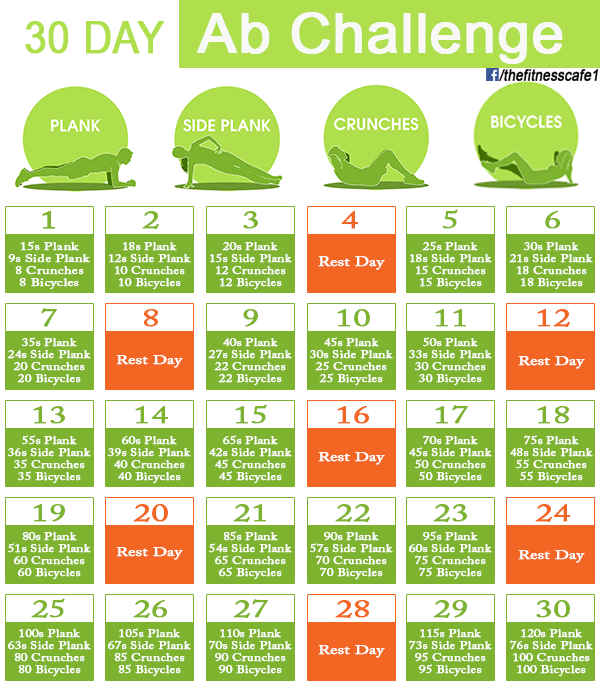 30 DAY Ab Challenge
f/thefitnesscafe1
PLANK
SIDE PLANK
CRUNCHES
BICYCLES
1
15s Plank
9s Side Plank
8 Crunches
8 Bicycles
2
18s Plank
12s Side Plank
10 Crunches
10 Bicycles
3
20s Plank
15s Side Plank
12 Crunches
12 Bicycles
4
Rest Day
5
25s Plank
18s Side Plank
15 Crunches
15 Bicycles
6
30s Plank
21s Side Plank
18 Crunches
18 Bicycles
7
35s Plank
24s Side Plank
20 Crunches
20 Bicycles
8
Rest Day
9
40s Plank
27s Side Plank
22 Crunches
22 Bicycles
10
45s Plank
30s Side Plank
25 Crunches
25 Bicycles
11
50s Plank
33s Side Plank
30 Crunches
30 Bicycles
12
Rest Day
13
55s Plank
36s Side Plank
35 Crunches
35 Bicycles
14
60s Plank
39s Side Plank
40 Crunches
40 Bicycles
15
65s Plank
42s Side Plank
45 Crunches
45 Bicycles
16
Rest Day
17
70s Plank
45s Side Plank
50 Crunches
50 Bicycles
18
75s Plank
48s Side Plank
55 Crunches
55 Bicycles
19
80s Plank
51s Side Plank
60 Crunches
60 Bicycles
20
Rest Day
21
85s Plank
54s Side Plank
65 Crunches
65 Bicycles
22
90s Plank
57s Side Plank
70 Crunches
70 Bicycles
23
95s Plank
60s Side Plank
75 Crunches
75 Bicycles
24
Rest Day
25
100s Plank
63s Side Plank
80 Crunches
80 Bicycles
26
105s Plank
67s Side Plank
85 Crunches
85 Bicycles
27
110s Plank
70s Side Plank
90 Crunches
90 Bicycles
28
Rest Day
29
115s Plank
73s Side Plank
95 Crunches
95 Bicycles
30
120s Plank
76s Side Plank
100 Crunches
100 Bicycles